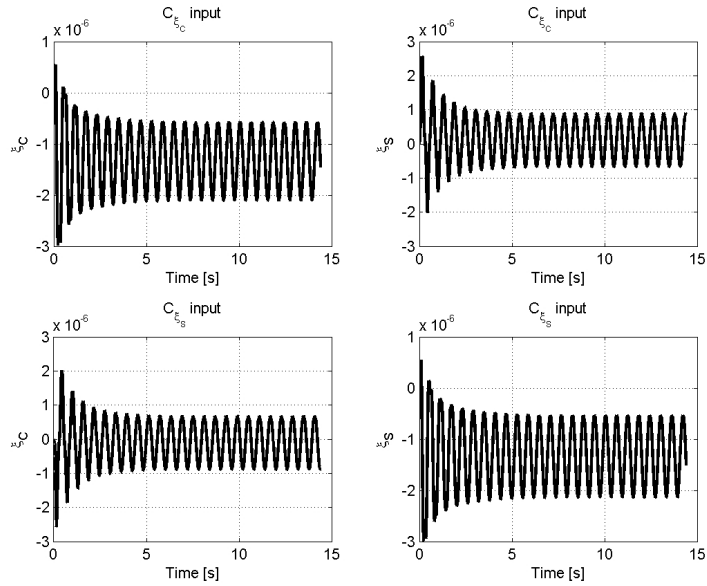 C_{ξ_C} input
x 10^{-6}
1
0
-1
-2
-3
ξ_C
0 5 10 15
Time [s]
C_{ξ_C} input
x 10^{-6}
3
2
1
0
-1
-2
-3
ξ_S
0 5 10 15
Time [s]
C_{ξ_S} input
x 10^{-6}
3
2
1
0
-1
-2
-3
ξ_C
0 5 10 15
Time [s]
C_{ξ_S} input
x 10^{-6}
1
0
-1
-2
-3
ξ_S
0 5 10 15
Time [s]